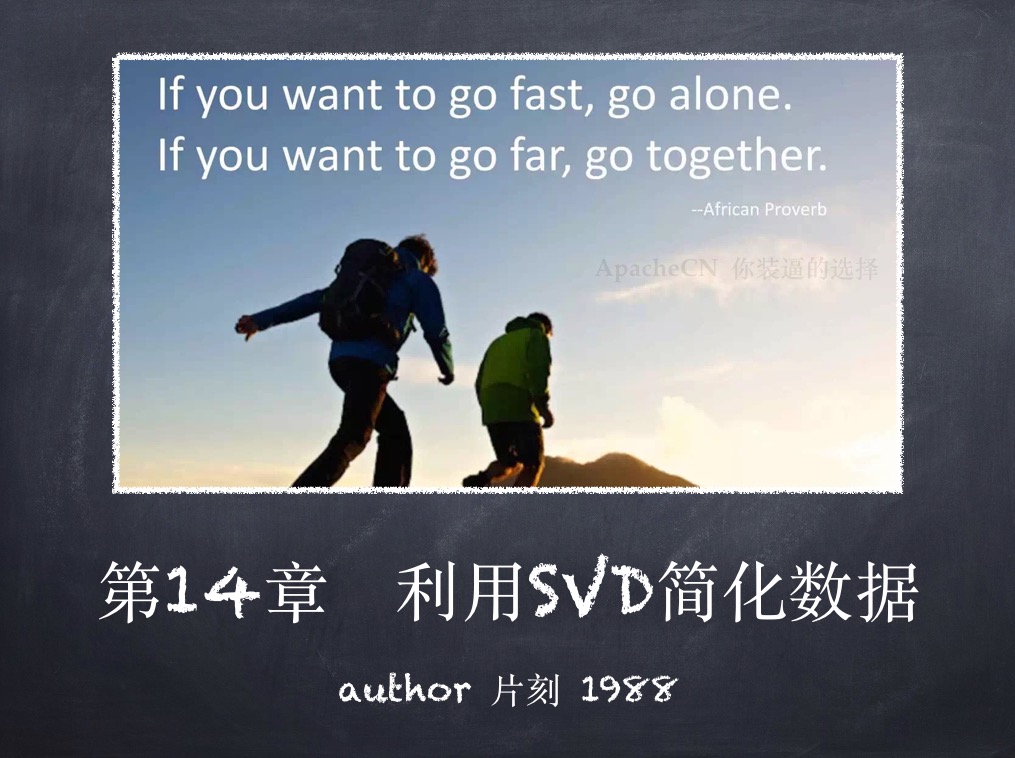 If you want to go fast, go alone.
If you want to go far, go together.
--African Proverb
ApacheCN 你装逼的选择
第14章 利用SVD简化数据
author 片刻 1988